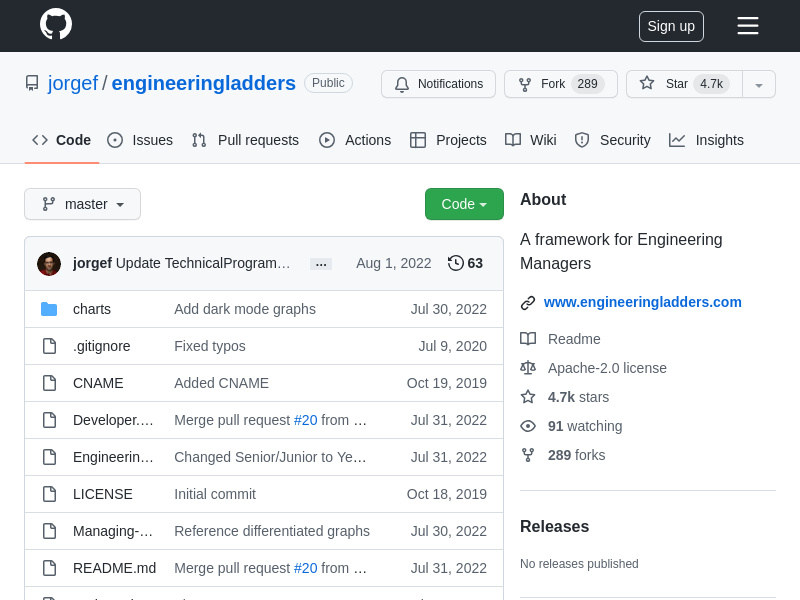 Sign up
jorgef / engineeringladders Public
Notifications
Fork 289
Star 4.7k
Code
Issues
Pull requests
Actions
Projects
Wiki
Security
Insights
master
Code
jorgef Update TechnicalProgram…
...
Aug 1, 2022
63
charts Add dark mode graphs Jul 30, 2022
.gitignore Fixed typos Jul 9, 2020
CNAME Added CNAME Oct 19, 2019
Developer.… Merge pull request #20 from … Jul 31, 2022
Engineerin… Changed Senior/Junior to Ye… Jul 31, 2022
LICENSE Initial commit Oct 18, 2019
Managing-… Reference differentiated graphs Jul 30, 2022
README.md Merge pull request #20 from … Jul 31, 2022
About
A framework for Engineering
Managers
www.engineeringladders.com
Readme
Apache-2.0 license
4.7k stars
91 watching
289 forks
Releases
No releases published